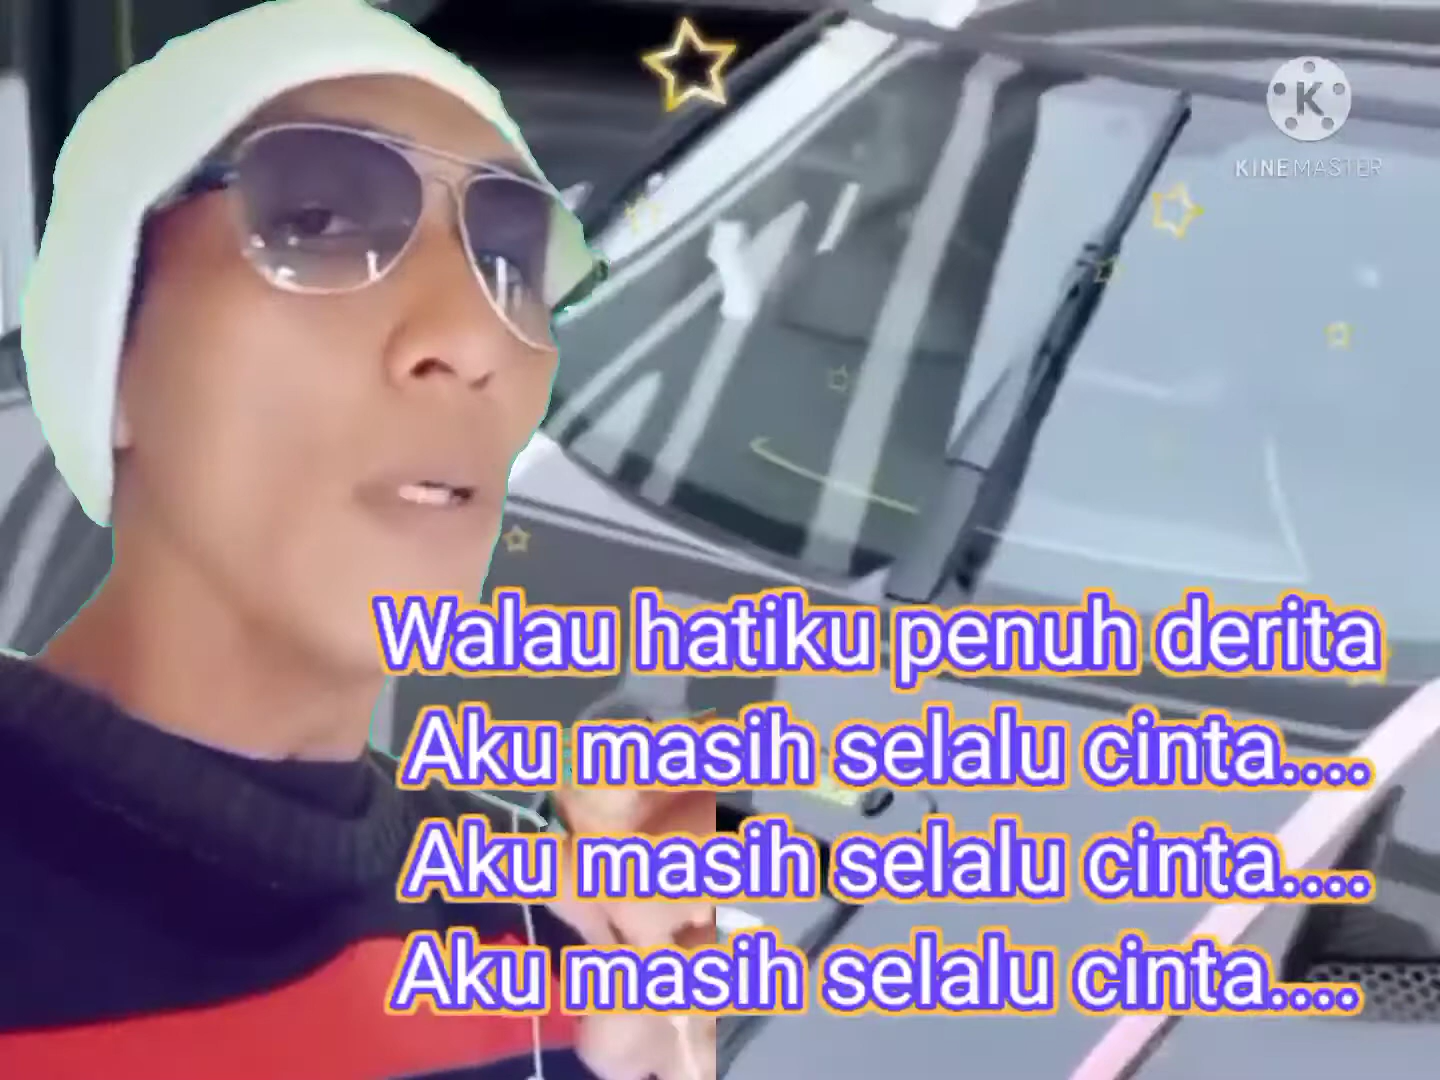 K
KINEMASTER
Walau hatiku penuh derita
Aku masih selalu cinta....
Aku masih selalu cinta....
Aku masih selalu cinta....